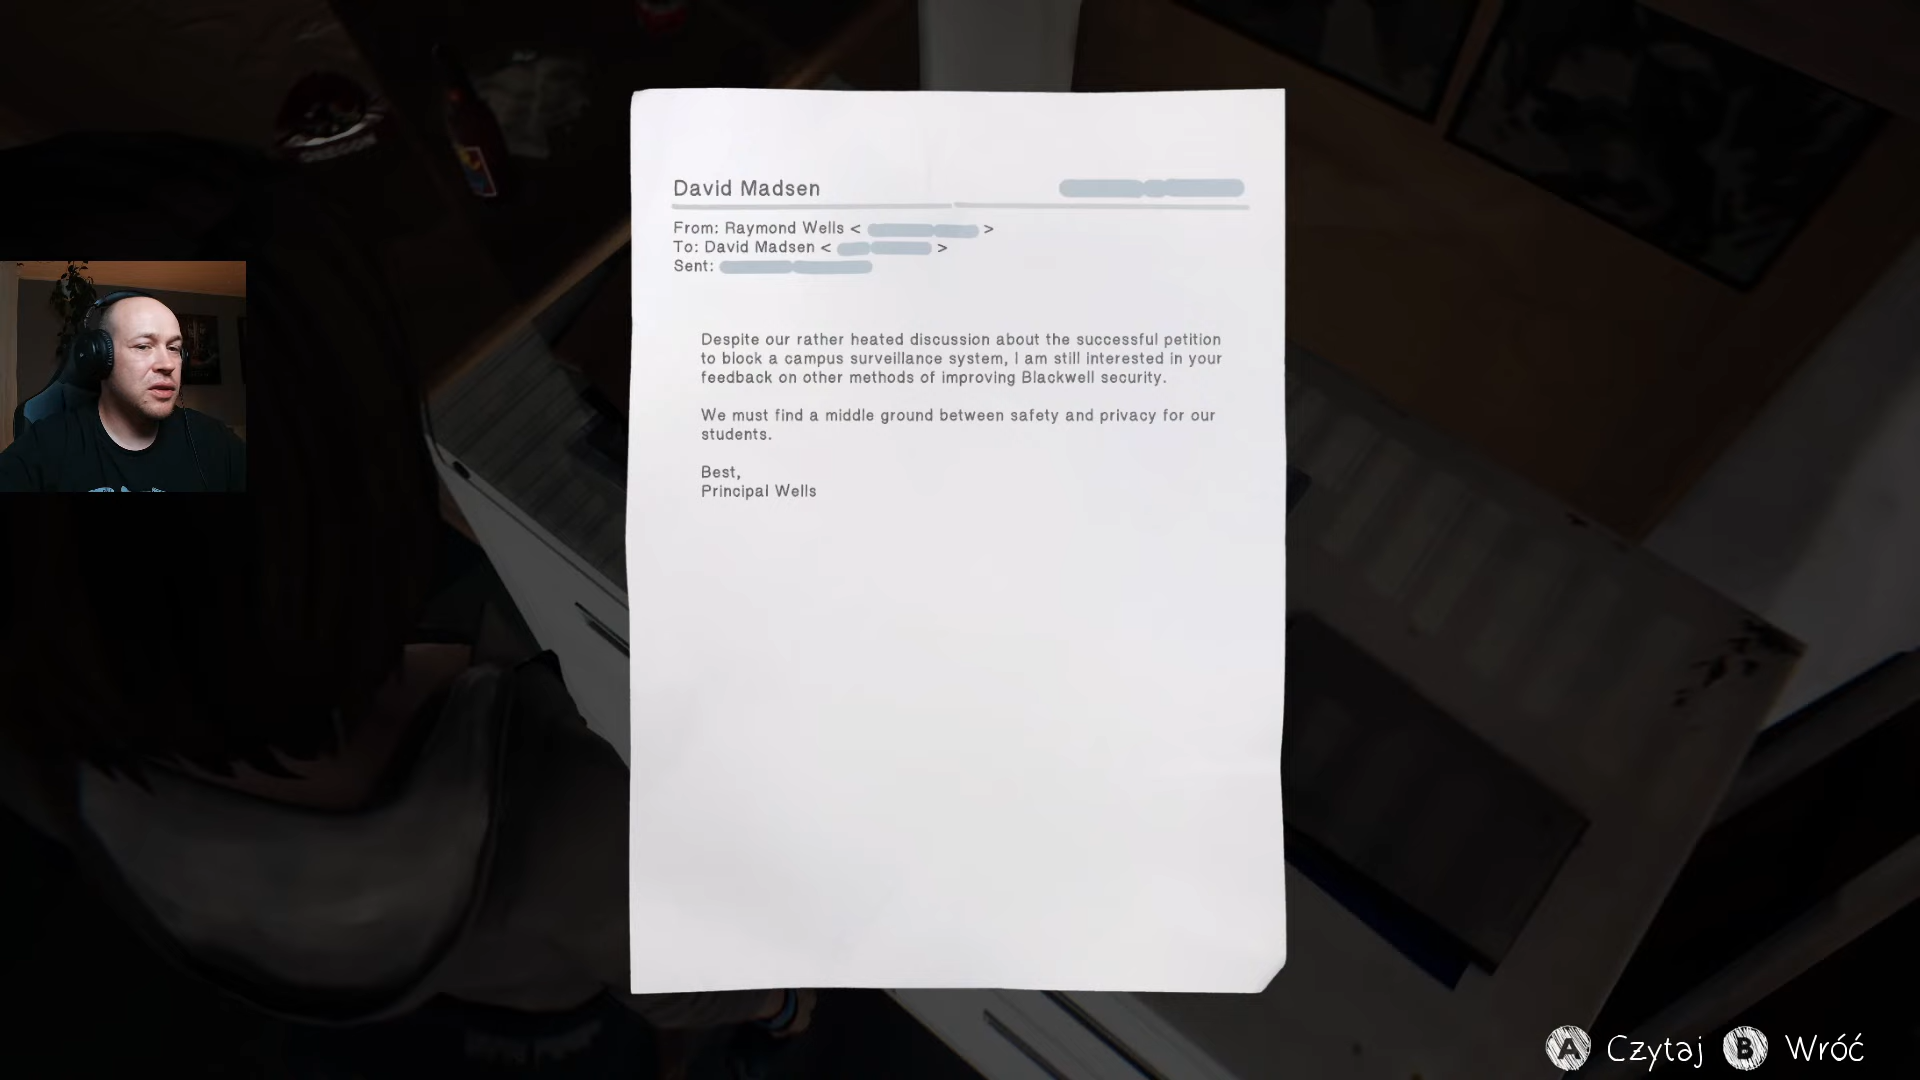 OREGON
David Madsen
From: Raymond Wells < >
To: David Madsen < >
Sent:
Despite our rather heated discussion about the successful petition
to block a campus surveillance system, I am still interested in your
feedback on other methods of improving Blackwell security.
We must find a middle ground between safety and privacy for our
students.
Best,
Principal Wells
A Czytaj B Wróć